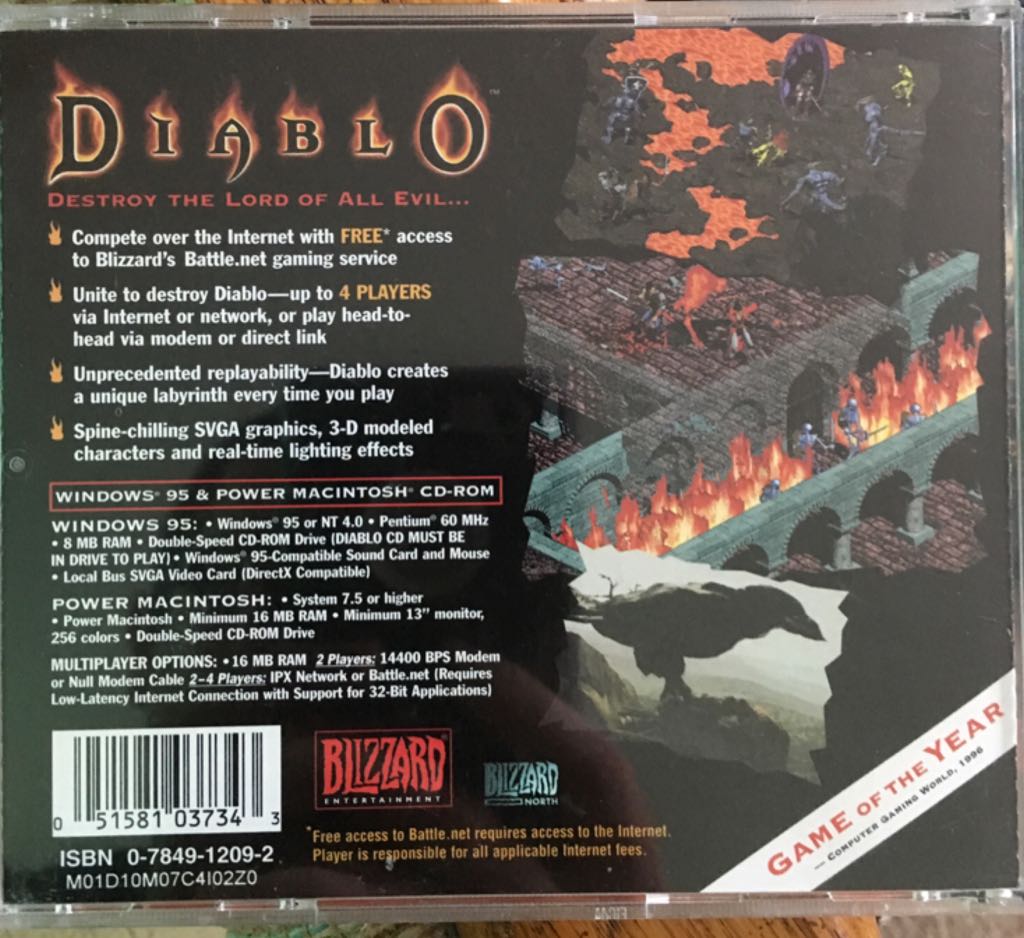 DIABLO™
DESTROY THE LORD OF ALL EVIL...
Compete over the Internet with FREE* access
to Blizzard's Battle.net gaming service
Unite to destroy Diablo—up to 4 PLAYERS
via Internet or network, or play head-to-
head via modem or direct link
Unprecedented replayability—Diablo creates
a unique labyrinth every time you play
Spine-chilling SVGA graphics, 3-D modeled
characters and real-time lighting effects
WINDOWS® 95 & POWER MACINTOSH® CD-ROM
WINDOWS 95: • Windows® 95 or NT 4.0 • Pentium® 60 MHz
• 8 MB RAM • Double-Speed CD-ROM Drive (DIABLO CD MUST BE
IN DRIVE TO PLAY) • Windows® 95-Compatible Sound Card and Mouse
• Local Bus SVGA Video Card (DirectX Compatible)
POWER MACINTOSH: • System 7.5 or higher
• Power Macintosh • Minimum 16 MB RAM • Minimum 13" monitor,
256 colors • Double-Speed CD-ROM Drive
MULTIPLAYER OPTIONS: • 16 MB RAM 2 Players: 14400 BPS Modem
or Null Modem Cable 2-4 Players: IPX Network or Battle.net (Requires
Low-Latency Internet Connection with Support for 32-Bit Applications)
BLIZZARD®
ENTERTAINMENT
BLIZZARD
NORTH
GAME OF THE YEAR
— COMPUTER GAMING WORLD, 1996
0 51581 03734 3
*Free access to Battle.net requires access to the Internet.
Player is responsible for all applicable Internet fees.
ISBN 0-7849-1209-2
M01D10M07C4I02Z0